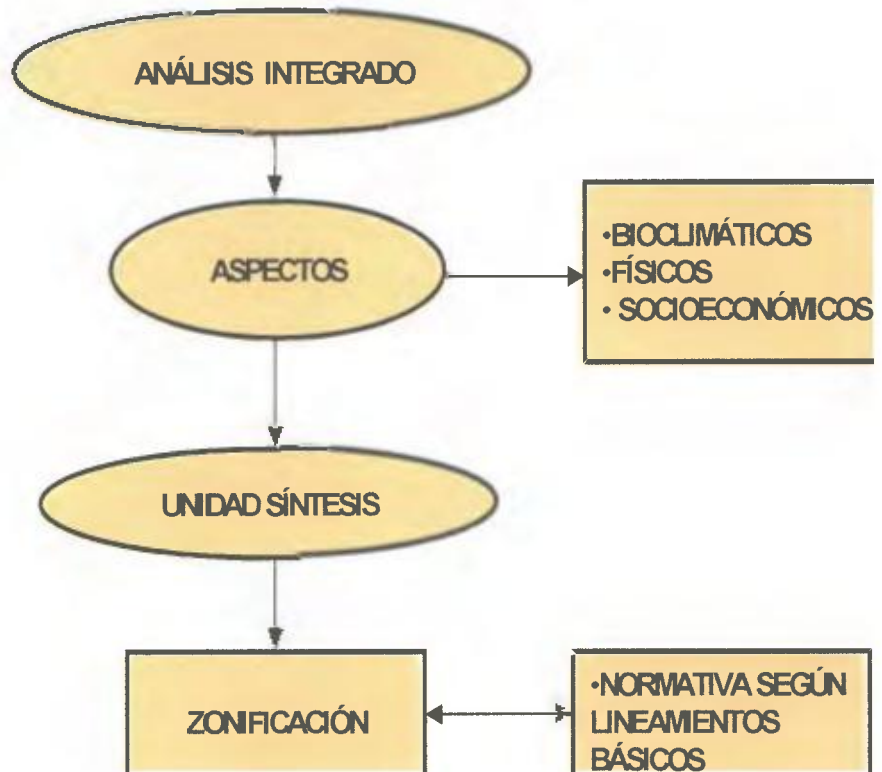 ANÁLISIS INTEGRADO
ASPECTOS
•BIOCLIMÁTICOS
•FÍSICOS
• SOCIOECONÓMICOS
UNIDAD SÍNTESIS
ZONIFICACIÓN
•NORMATIVA SEGÚN
LINEAMIENTOS
BÁSICOS